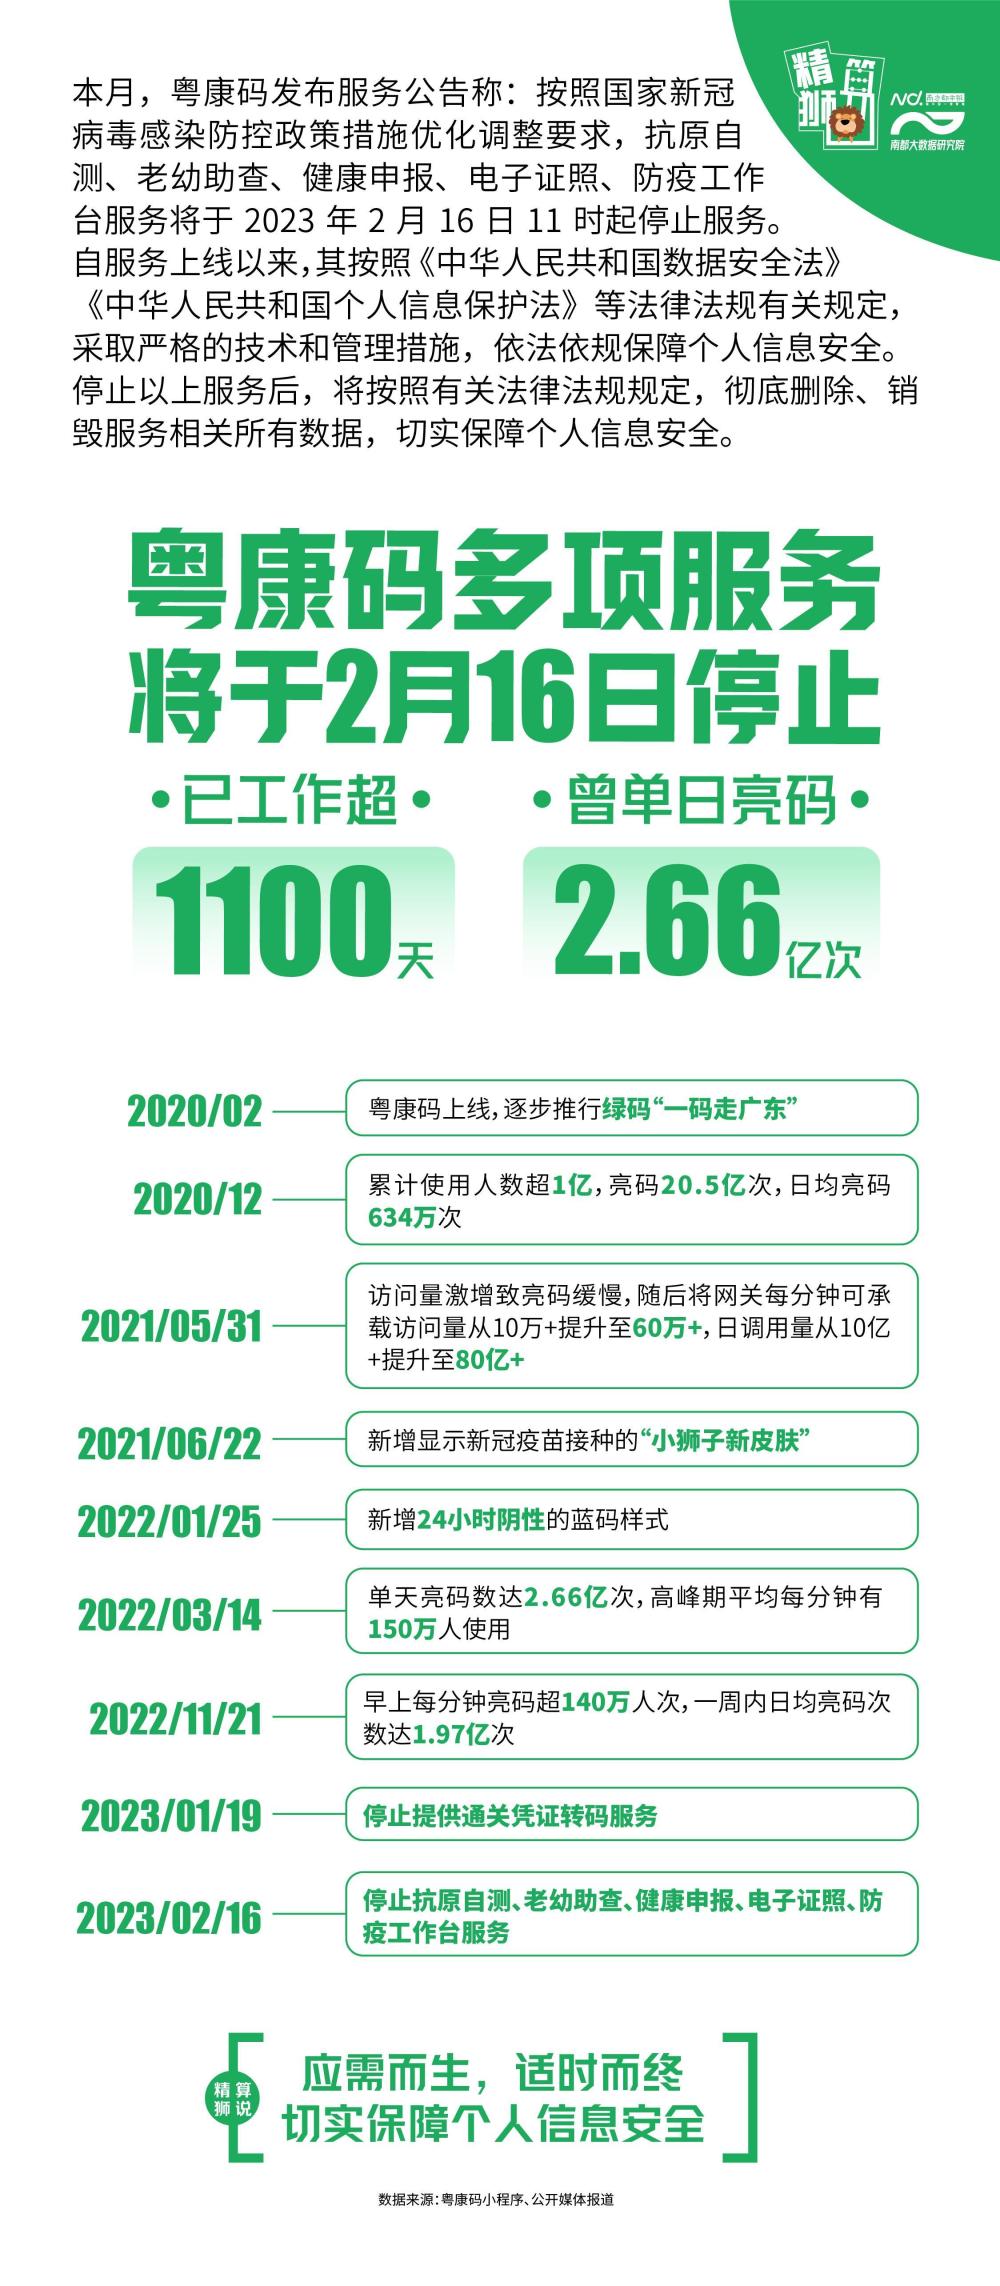 精算
狮
N'D. 南方都市报
南都大数据研究院
本月，粤康码发布服务公告称：按照国家新冠
病毒感染防控政策措施优化调整要求，抗原自
测、老幼助查、健康申报、电子证照、防疫工作
台服务将于 2023 年 2 月 16 日 11 时起停止服务。
自服务上线以来，其按照《中华人民共和国数据安全法》
《中华人民共和国个人信息保护法》等法律法规有关规定，
采取严格的技术和管理措施，依法依规保障个人信息安全。
停止以上服务后，将按照有关法律法规规定，彻底删除、销
毁服务相关所有数据，切实保障个人信息安全。
粤康码多项服务
将于2月16日停止
•已工作超•
•曾单日亮码•
1100天
2.66亿次
2020/02
粤康码上线，逐步推行绿码“一码走广东”
2020/12
累计使用人数超1亿，亮码20.5亿次，日均亮码
634万次
2021/05/31
访问量激增致亮码缓慢，随后将网关每分钟可承
载访问量从10万+提升至60万+，日调用量从10亿
+提升至80亿+
2021/06/22
新增显示新冠疫苗接种的“小狮子新皮肤”
2022/01/25
新增24小时阴性的蓝码样式
2022/03/14
单天亮码数达2.66亿次，高峰期平均每分钟有
150万人使用
2022/11/21
早上每分钟亮码超140万人次，一周内日均亮码次
数达1.97亿次
2023/01/19
停止提供通关凭证转码服务
2023/02/16
停止抗原自测、老幼助查、健康申报、电子证照、防
疫工作台服务
精算
狮说
应需而生，适时而终
切实保障个人信息安全
数据来源：粤康码小程序、公开媒体报道